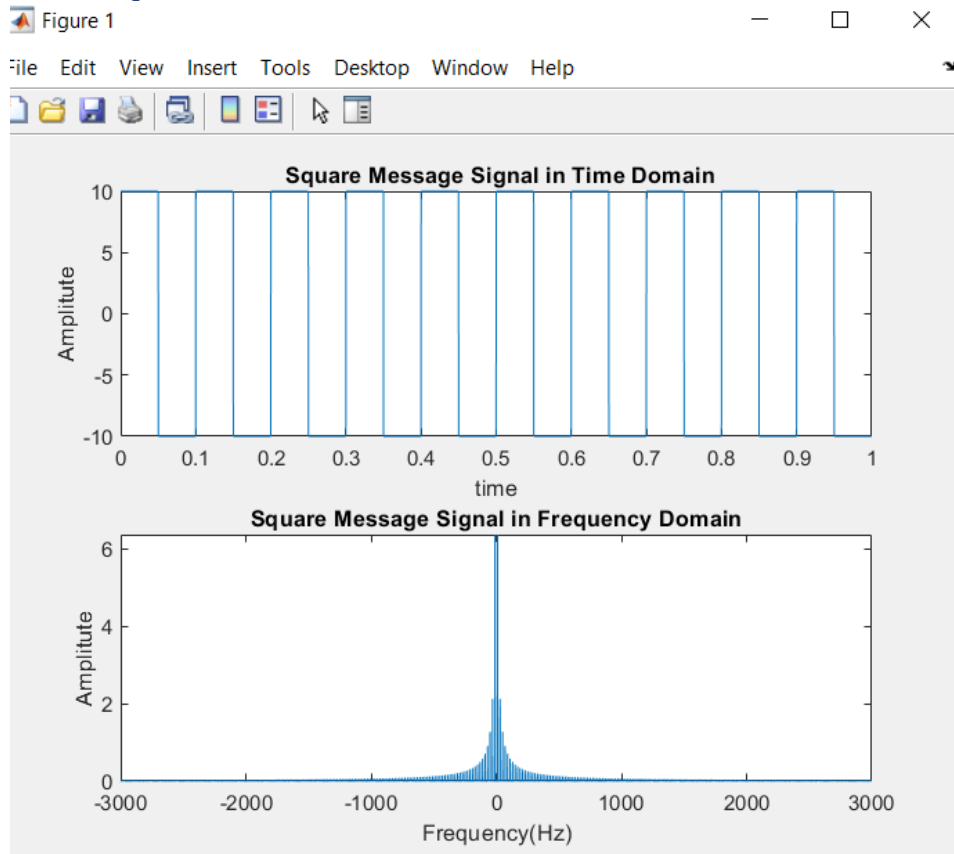 Figure 1
File Edit View Insert Tools Desktop Window Help
Square Message Signal in Time Domain
10
5
0
-5
-10
Amplitute
0 0.1 0.2 0.3 0.4 0.5 0.6 0.7 0.8 0.9 1
time
Square Message Signal in Frequency Domain
6
4
2
0
Amplitute
-3000 -2000 -1000 0 1000 2000 3000
Frequency(Hz)